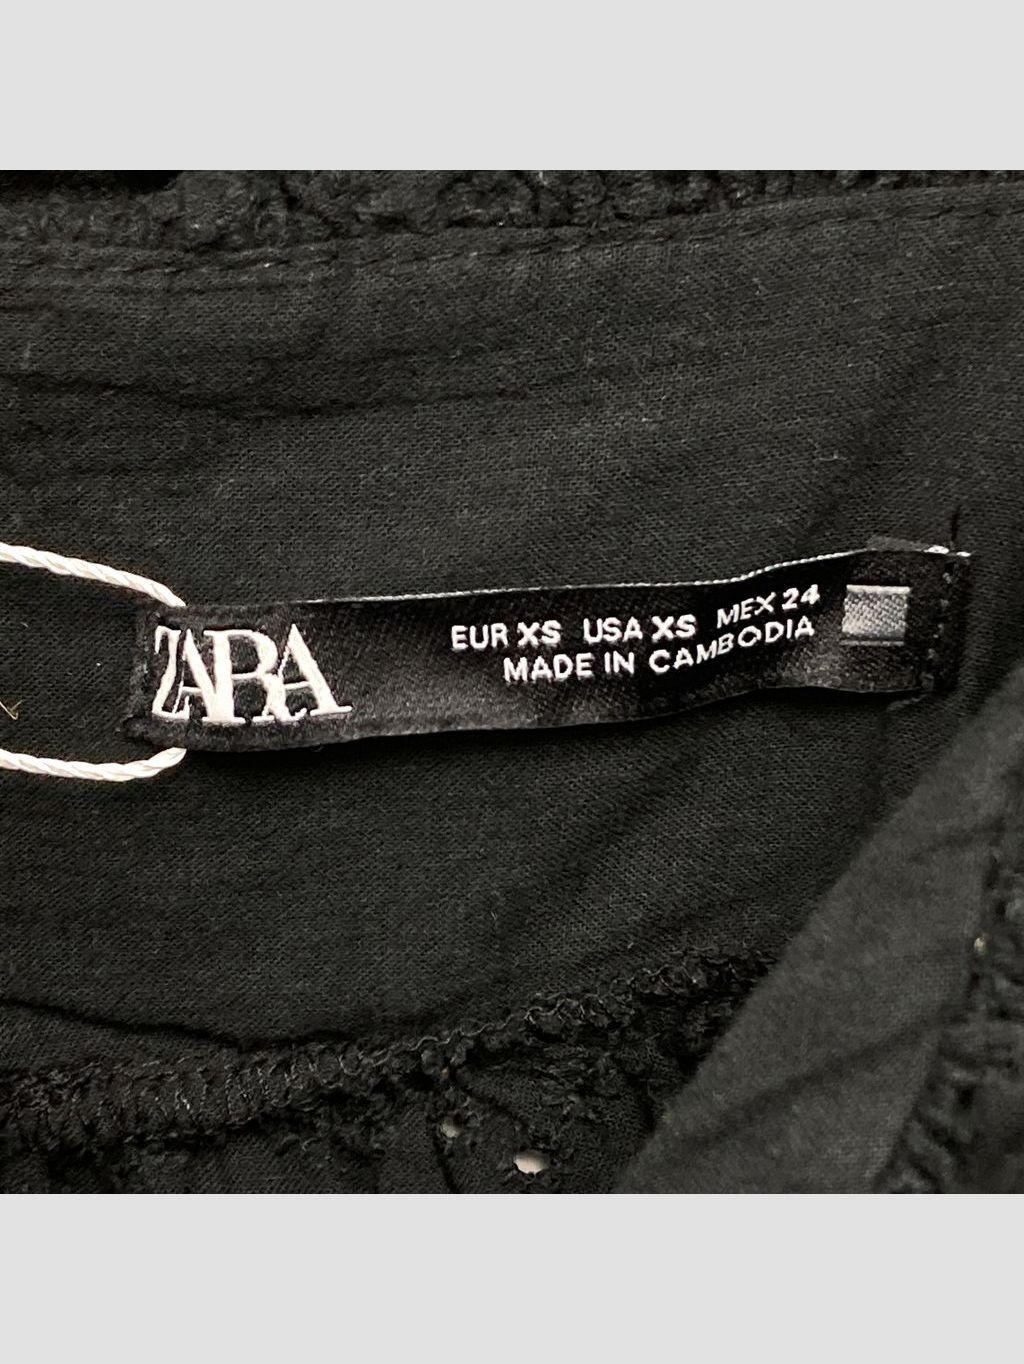 ZARA
EUR XS USA XS MEX 24
MADE IN CAMBODIA